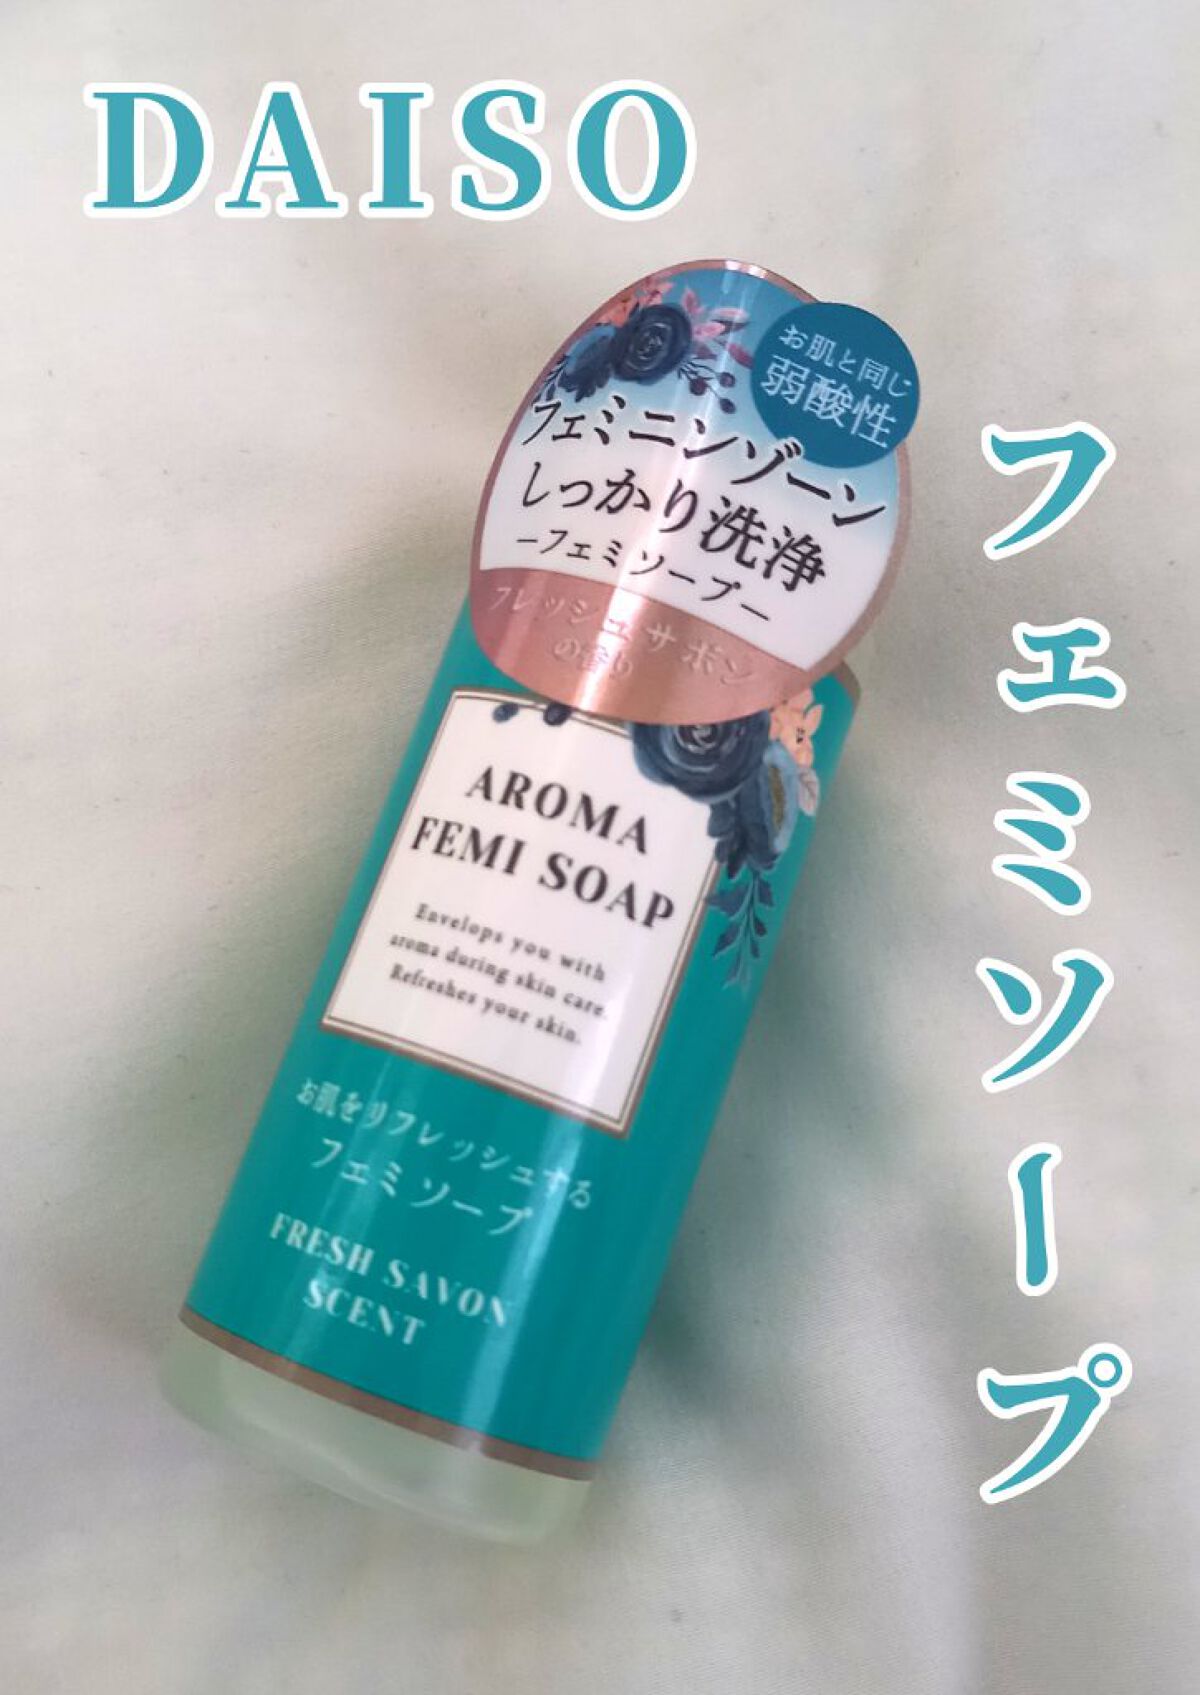 DAISO
フェミソープ
お肌と同じ
弱酸性
フェミニンゾーン
しっかり洗浄
−フェミソープ−
フレッシュサボン
の香り
AROMA
FEMI SOAP
Envelops you with
aroma during skin care.
Refreshes your skin.
お肌をリフレッシュする
フェミソープ
FRESH SAVON
SCENT